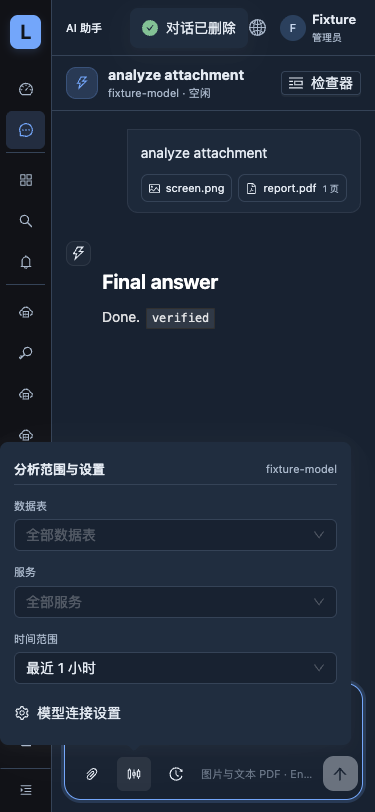 L
AI 助手
对话已删除
F
Fixture
管理员
analyze attachment
fixture-model · 空闲
检查器
analyze attachment
screen.png
report.pdf 1 页
Final answer
Done. verified
分析范围与设置
fixture-model
数据表
全部数据表
服务
全部服务
时间范围
最近 1 小时
模型连接设置
图片与文本 PDF · En...